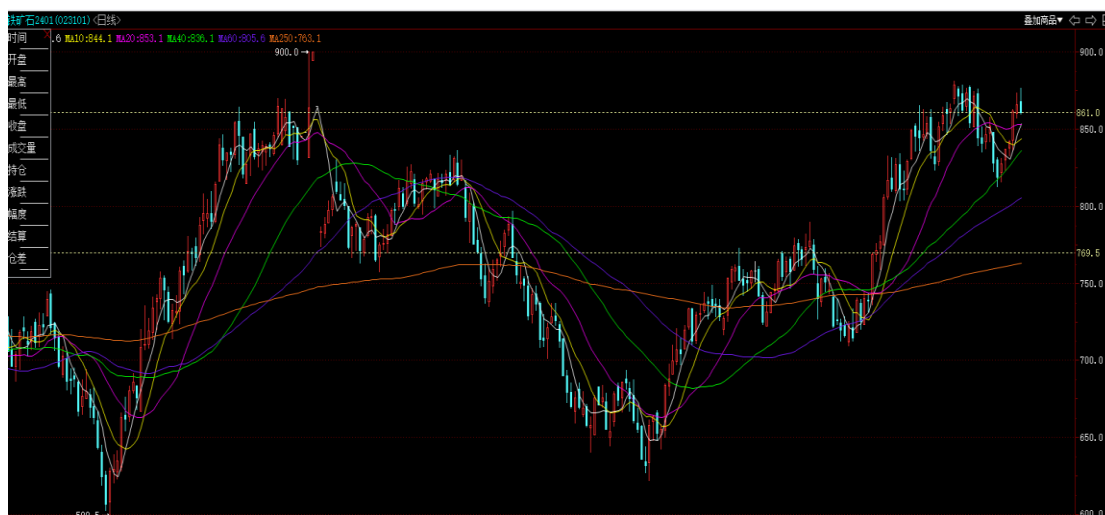 铁矿石2401(023101)<日线> 叠加商品▼
时间 .6 MA10:844.1 MA20:853.1 MA40:836.1 MA60:805.6 MA250:763.1
开盘
最高
最低
收盘
成交量
持仓
涨跌
幅度
结算
仓差
900.0→
900.0
861.0
850.0
800.0
769.5
750.0
700.0
650.0
600.0